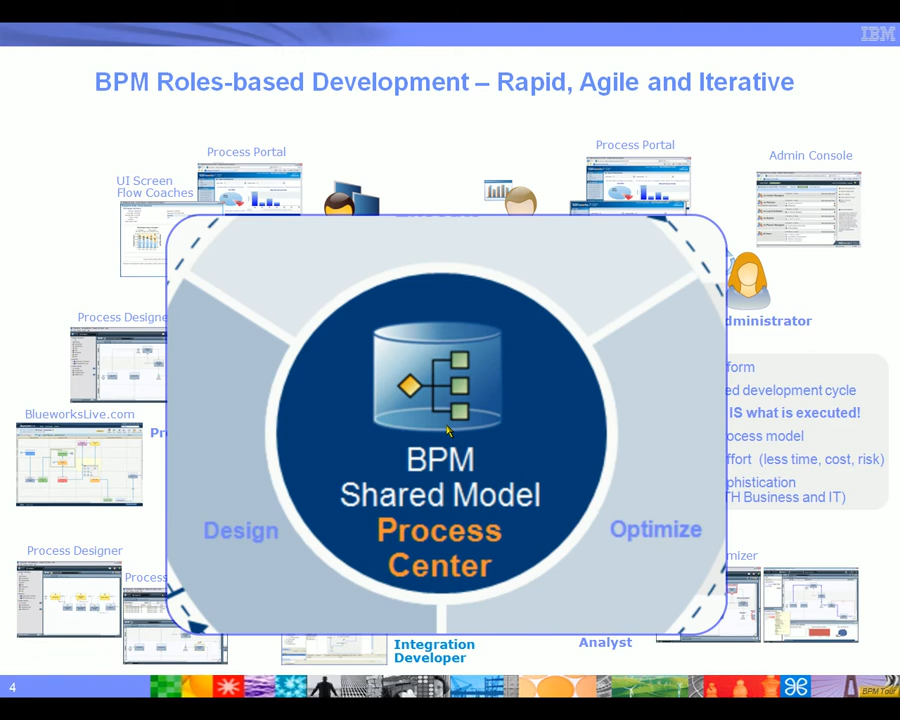 IBM
BPM Roles-based Development – Rapid, Agile and Iterative
Process Portal
Process Portal
Admin Console
UI Screen
Flow Coaches
Process Designe
dministrator
form
ed development cycle
IS what is executed!
ocess model
ffort (less time, cost, risk)
phistication
TH Business and IT)
BlueworksLive.com
Pr
BPM
Shared Model
Process
Center
Design
Optimize
Process Designer
Process
mizer
Integration
Developer
Analyst
4
BPM Tour